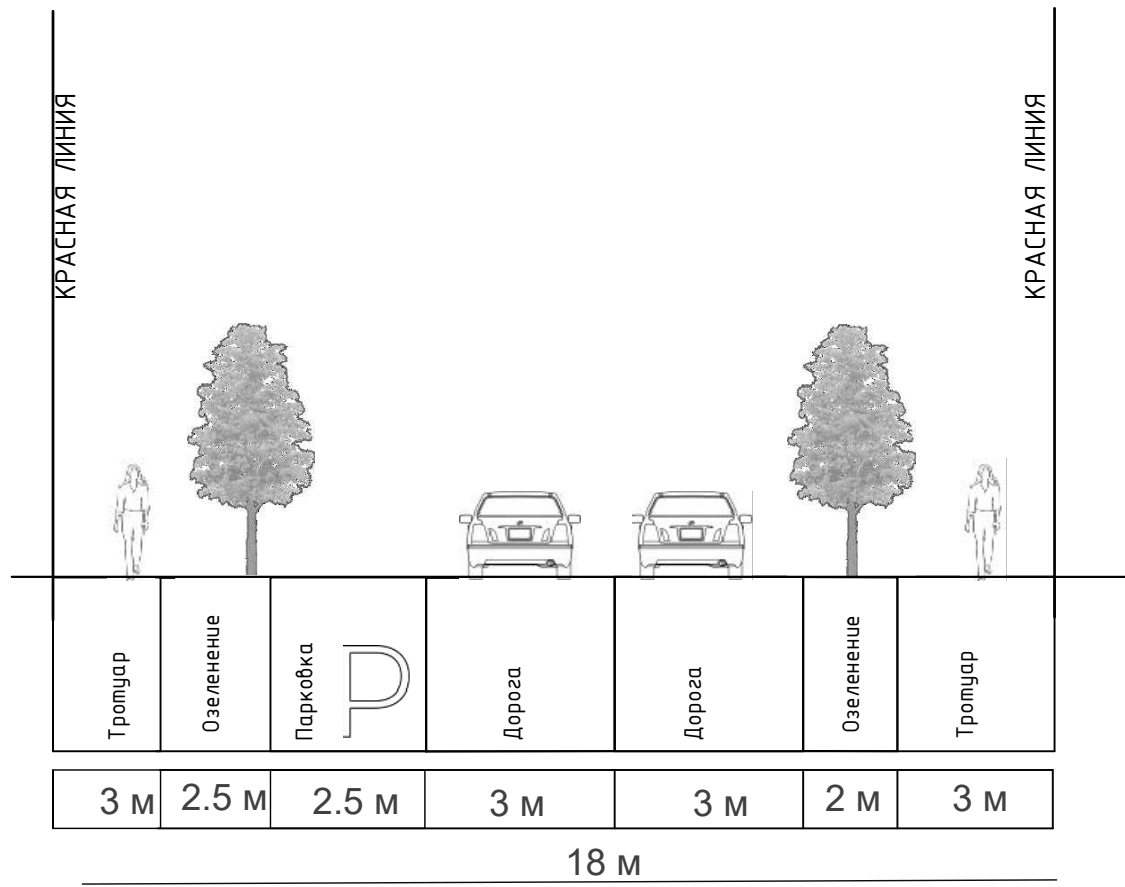 КРАСНАЯ ЛИНИЯ
КРАСНАЯ ЛИНИЯ
Тротуар
Озеленение
Парковка
P
Дорога
Дорога
Озеленение
Тротуар
3 м
2.5 м
2.5 м
3 м
3 м
2 м
3 м
18 м